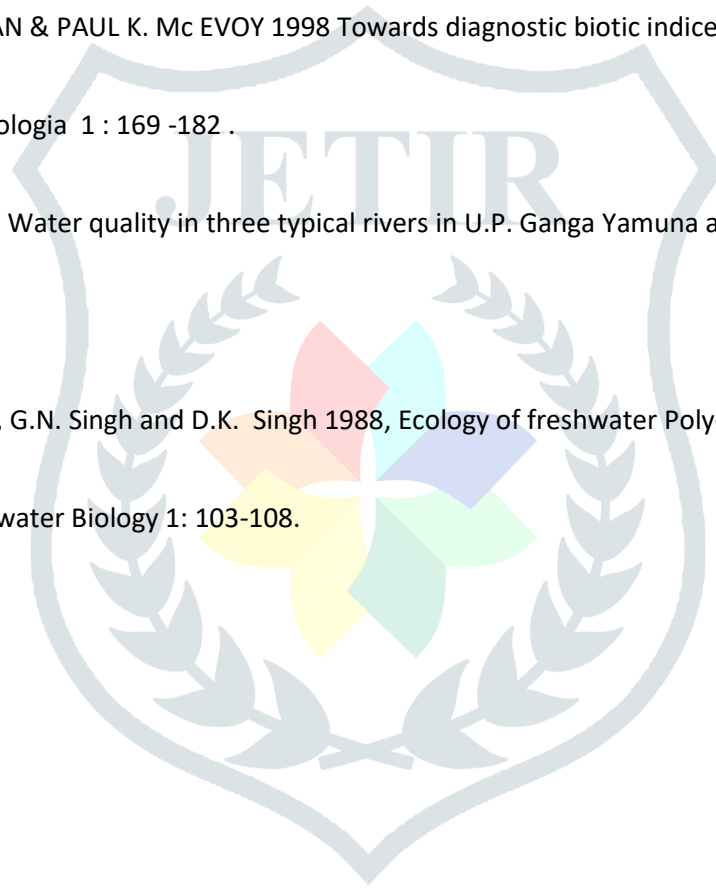 AN & PAUL K. Mc EVOY 1998 Towards diagnostic biotic indice
ologia 1 : 169 -182 .
JETIR
Water quality in three typical rivers in U.P. Ganga Yamuna a
, G.N. Singh and D.K. Singh 1988, Ecology of freshwater Poly
water Biology 1: 103-108.